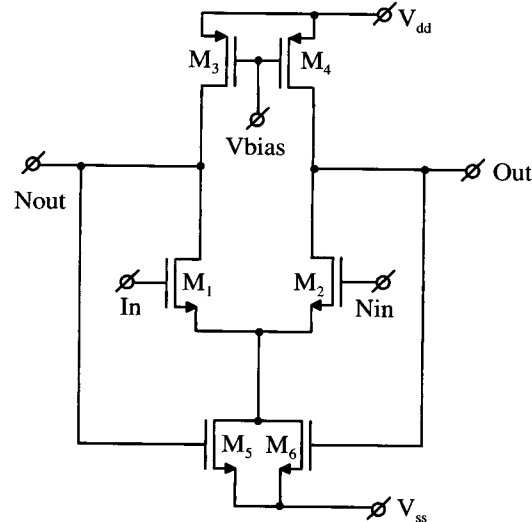 V_dd
M_3
M_4
Vbias
Nout
Out
M_1
M_2
In
Nin
M_5
M_6
V_ss